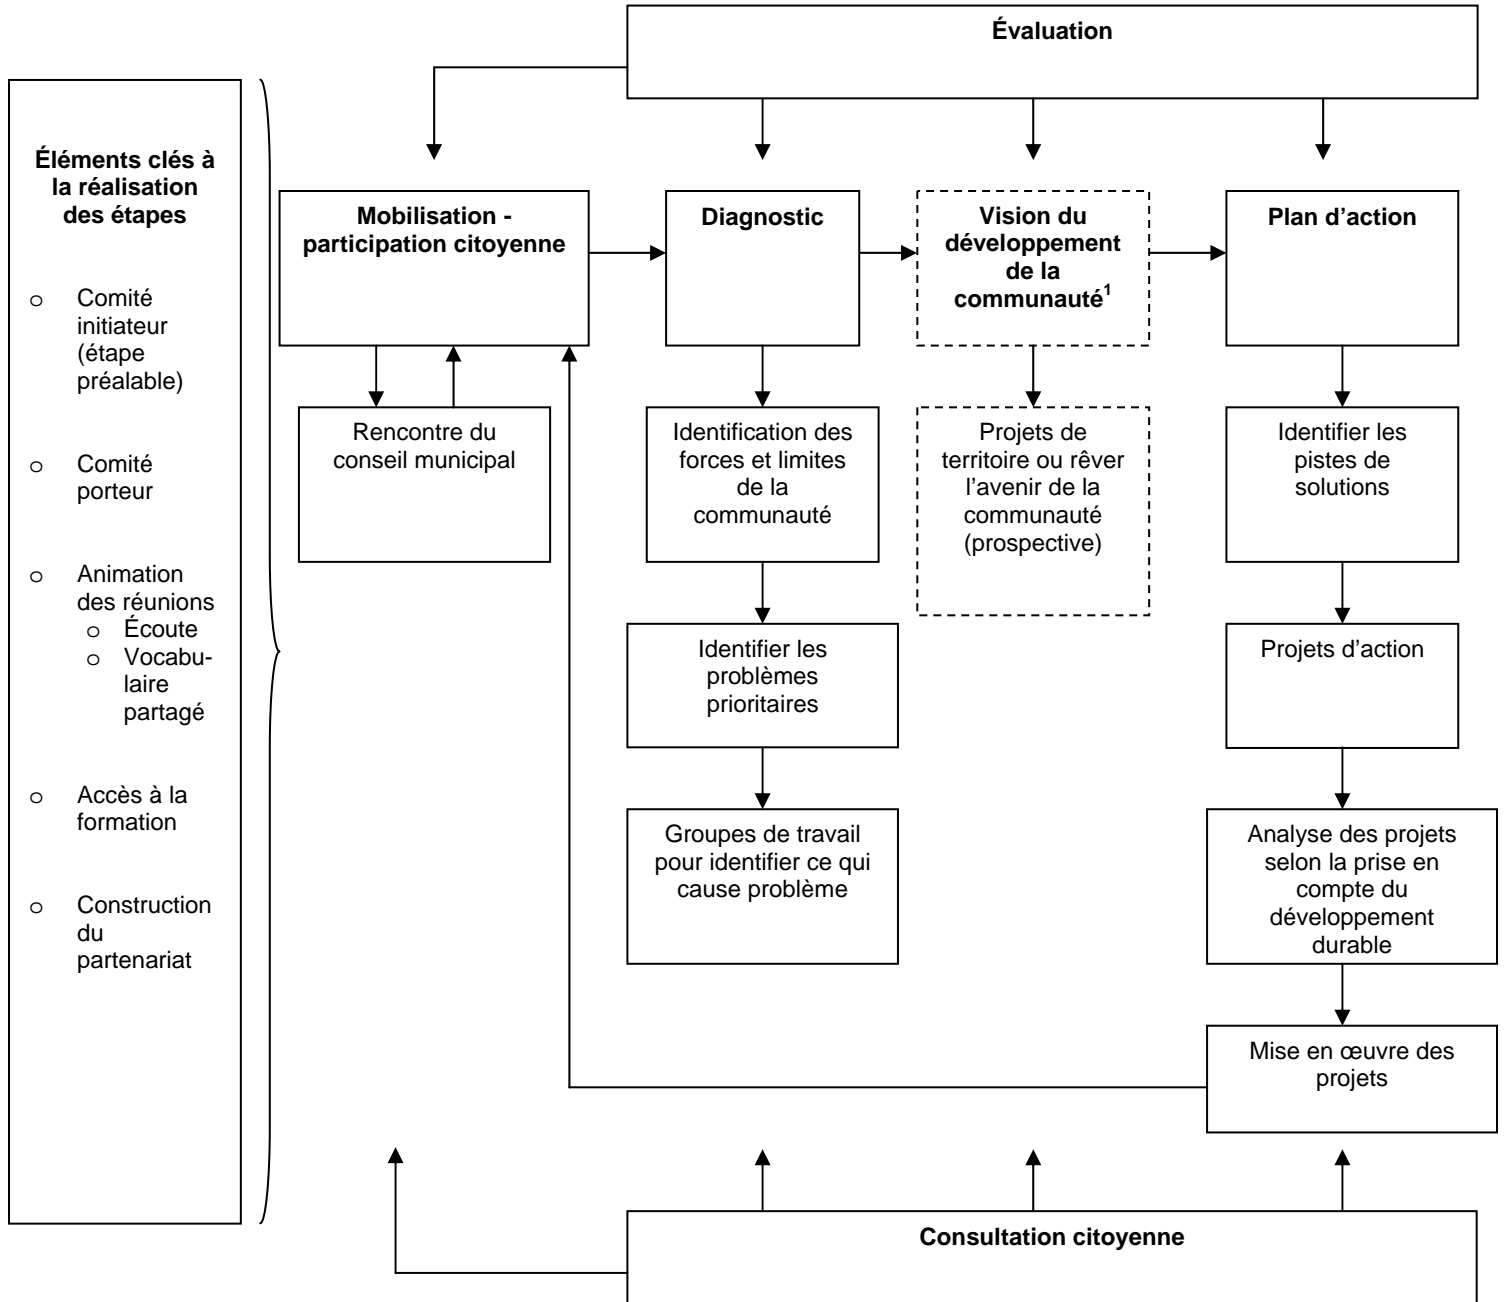 Évaluation
Éléments clés à
la réalisation
des étapes
o Comité
initiateur
(étape
préalable)
o Comité
porteur
o Animation
des réunions
o Écoute
o Vocabu-
laire
partagé
o Accès à la
formation
o Construction
du
partenariat
Mobilisation -
participation citoyenne
Rencontre du
conseil municipal
Diagnostic
Identification des
forces et limites
de la
communauté
Identifier les
problèmes
prioritaires
Groupes de travail
pour identifier ce qui
cause problème
Vision du
développement
de la
communauté¹
Projets de
territoire ou rêver
l’avenir de la
communauté
(prospective)
Plan d’action
Identifier les
pistes de
solutions
Projets d’action
Analyse des projets
selon la prise en
compte du
développement
durable
Mise en œuvre des
projets
Consultation citoyenne